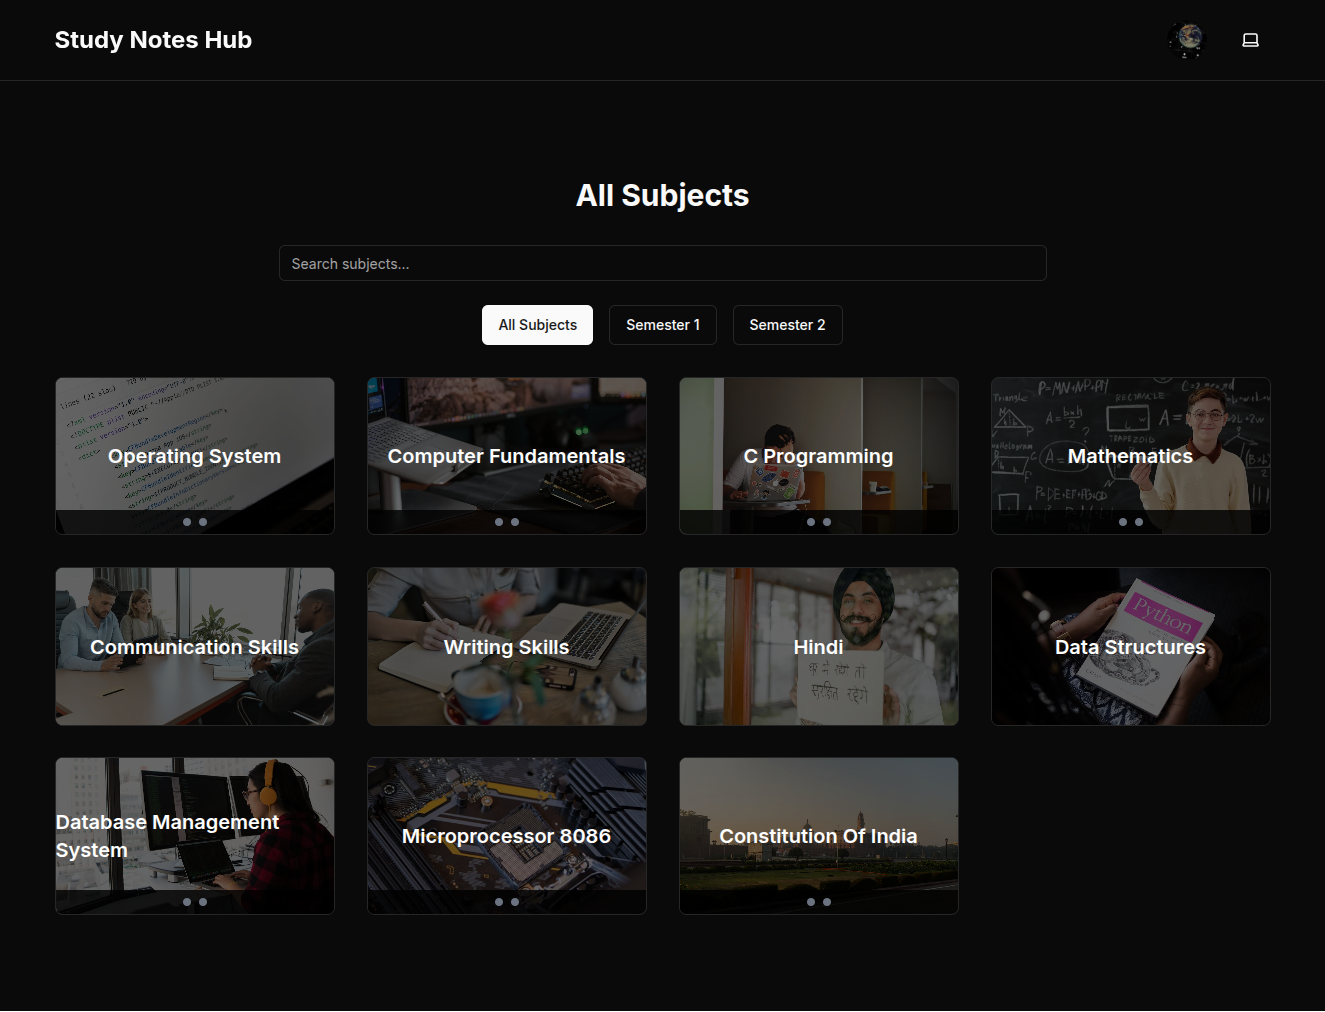 Study Notes Hub
All Subjects
Search subjects...
All Subjects
Semester 1
Semester 2
Operating System
Computer Fundamentals
C Programming
Mathematics
Communication Skills
Writing Skills
Hindi
Data Structures
Python
Database Management
System
Microprocessor 8086
Constitution Of India